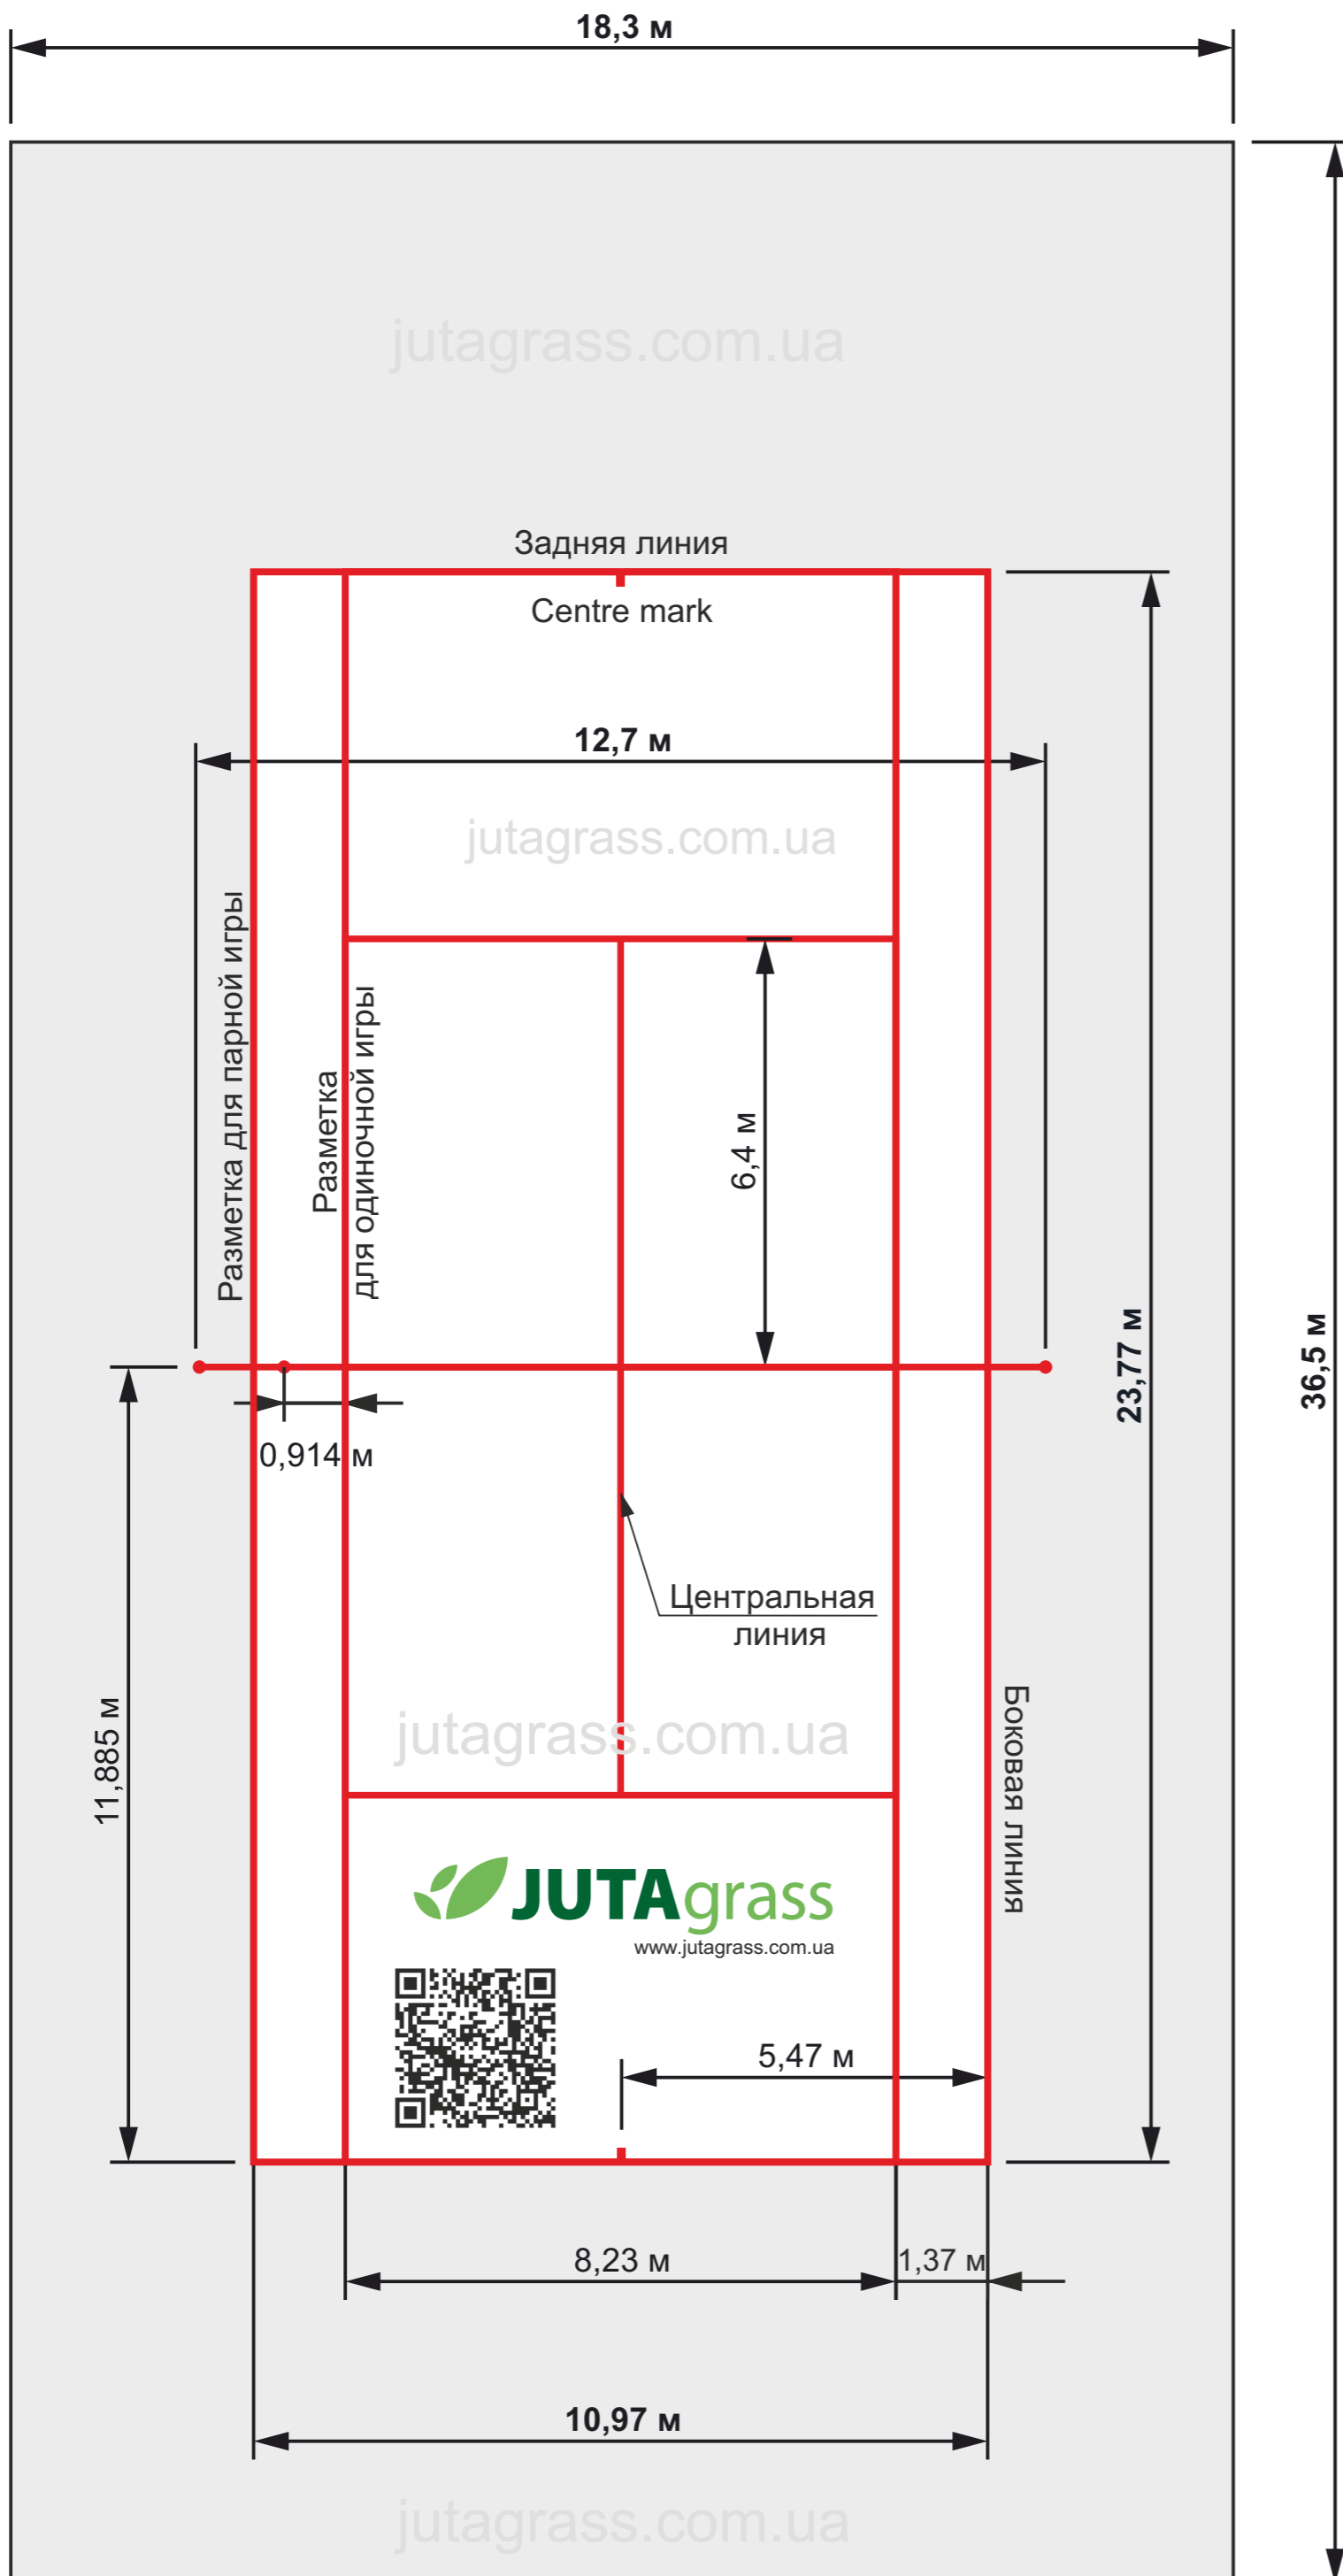 18,3 м
jutagrass.com.ua
Задняя линия
Centre mark
12,7 м
jutagrass.com.ua
Разметка для парной игры
Разметка
для одиночной игры
6,4 м
23,77 м
36,5 м
0,914 м
Центральная
линия
11,885 м
jutagrass.com.ua
Боковая линия
JUTAgrass
www.jutagrass.com.ua
5,47 м
8,23 м
1,37 м
10,97 м
jutagrass.com.ua